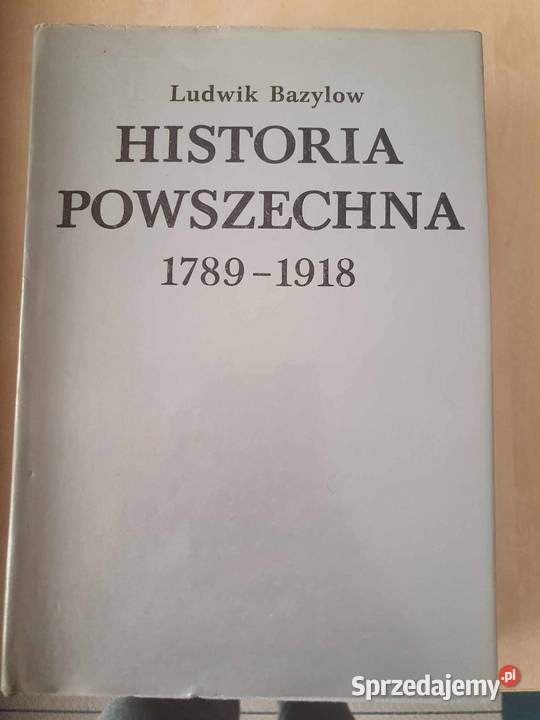 Ludwik Bazylow
HISTORIA
POWSZECHNA
1789–1918
Sprzedajemy.pl